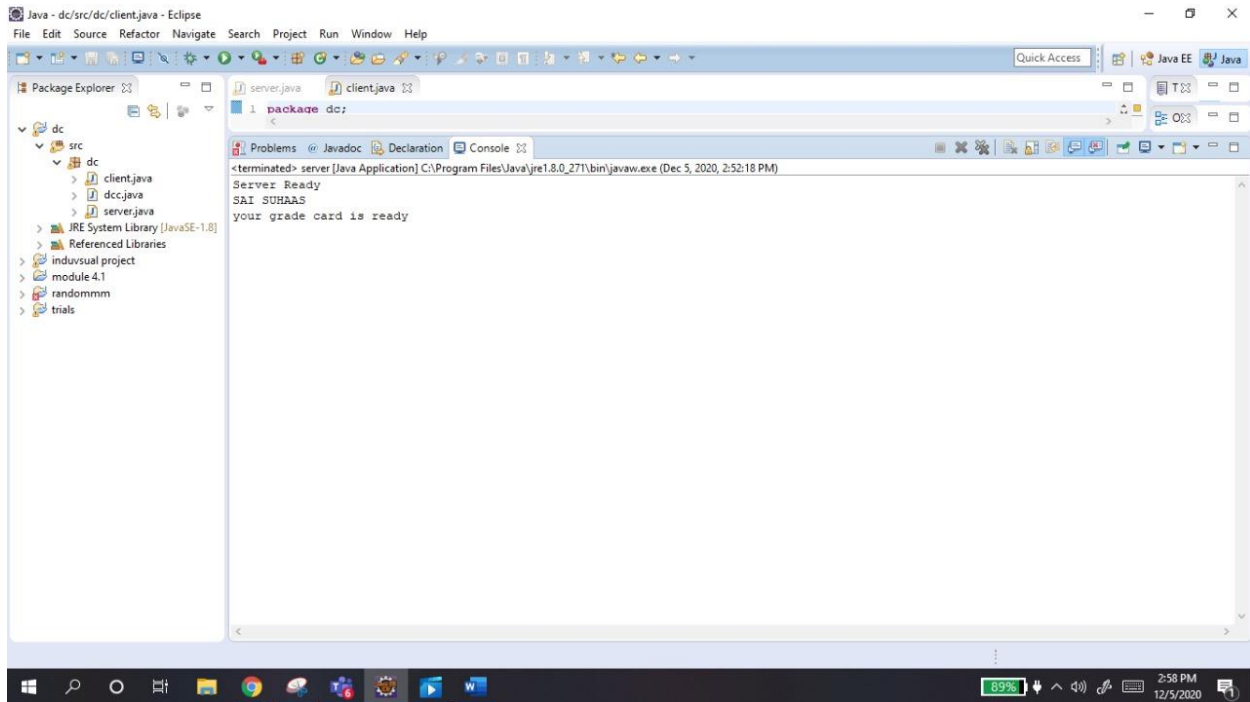 Java - dc/src/dc/client.java - Eclipse
File Edit Source Refactor Navigate Search Project Run Window Help
Quick Access
Java EE
Java
Package Explorer
server.java
client.java
T
1 package dc;
O
dc
src
dc
client.java
dcc.java
server.java
JRE System Library [JavaSE-1.8]
Referenced Libraries
induvsual project
module 4.1
randommm
trials
Problems @ Javadoc Declaration Console
<terminated> server [Java Application] C:\Program Files\Java\jre1.8.0_271\bin\javaw.exe (Dec 5, 2020, 2:52:18 PM)
Server Ready
SAI SUHAAS
your grade card is ready
89%
2:58 PM
12/5/2020